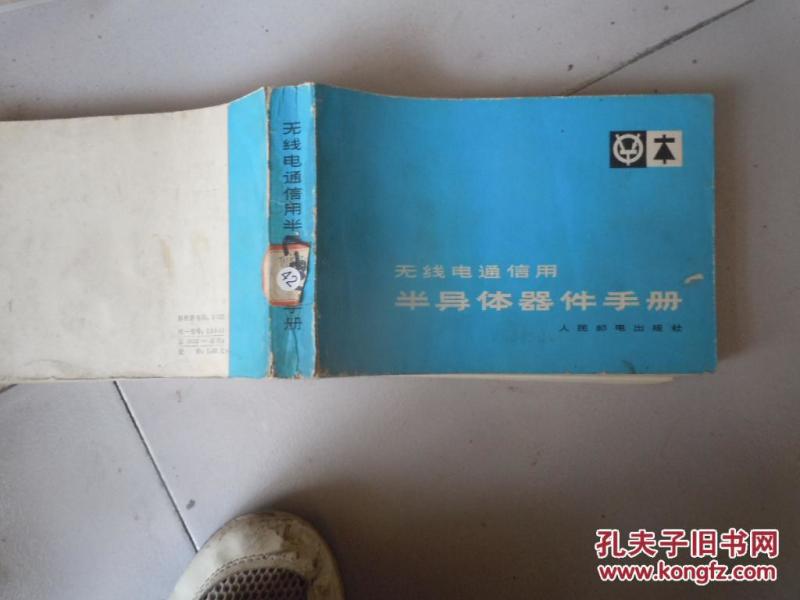 无线电通信用
半导体器件手册
人民邮电出版社
无线电通信用半
手册
孔夫子旧书网
www.kongfz.com